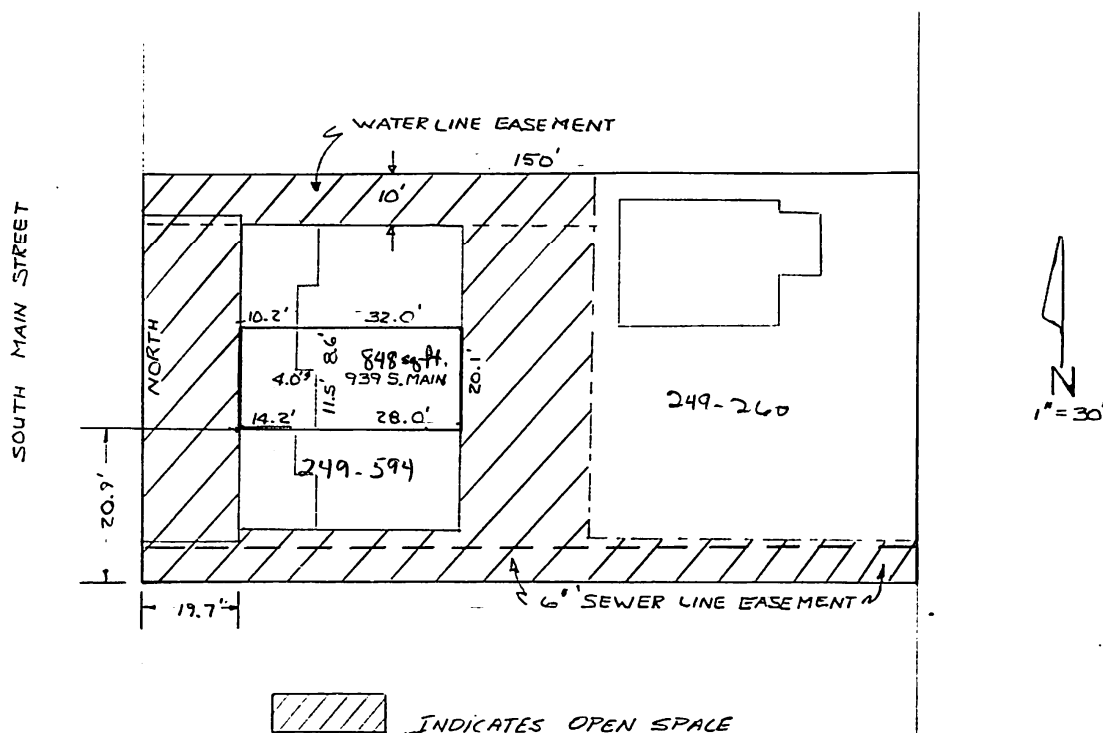 WATER LINE EASEMENT
150'
10'
SOUTH MAIN STREET
NORTH
10.2'
32.0'
8.6'
848 sq.ft.
4.0'
939 S. MAIN
20.1'
11.5'
14.2'
28.0'
249-260
N
1" = 30'
249-594
20.9'
6' SEWER LINE EASEMENT
19.7'
INDICATES OPEN SPACE